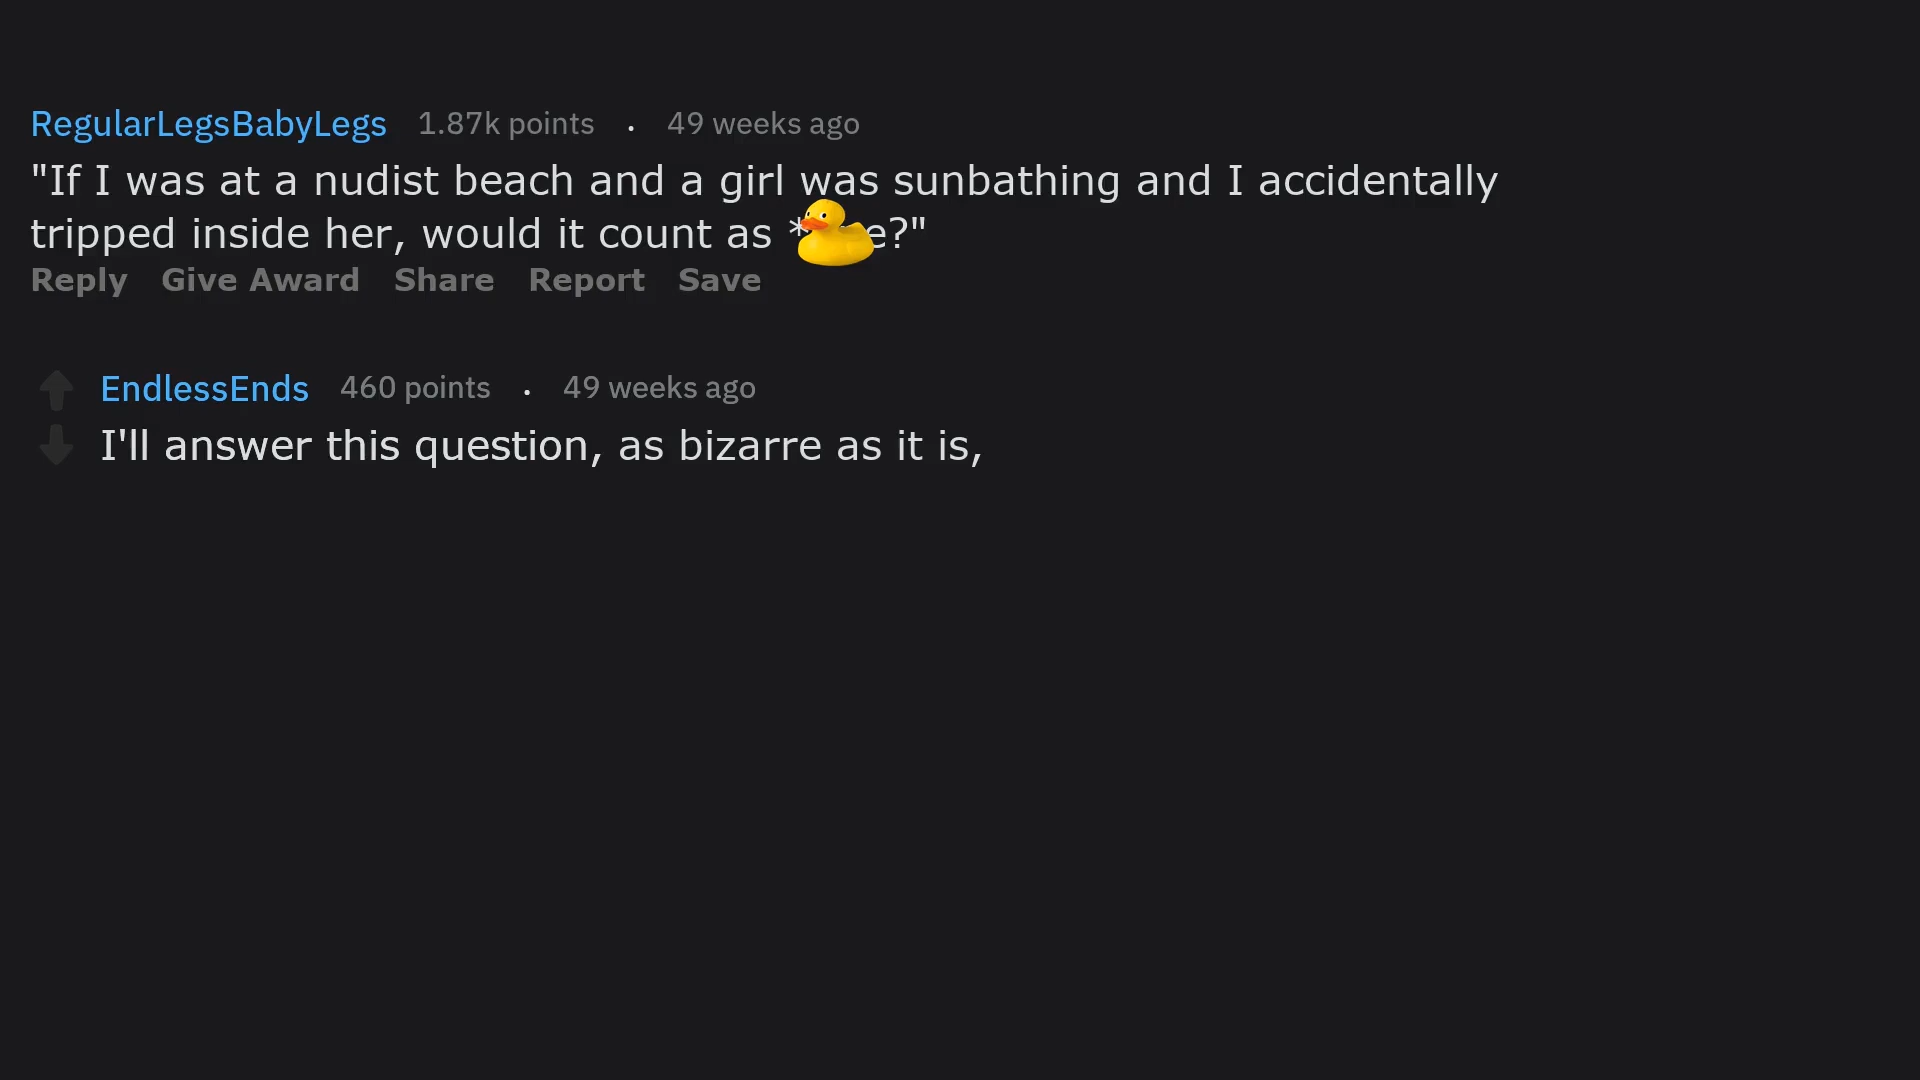 RegularLegsBabyLegs 1.87k points . 49 weeks ago
"If I was at a nudist beach and a girl was sunbathing and I accidentally
tripped inside her, would it count as
Reply Give Award Share Report Save
EndlessEnds 460 points . 49 weeks ago
I'll answer this question, as bizarre as it is,